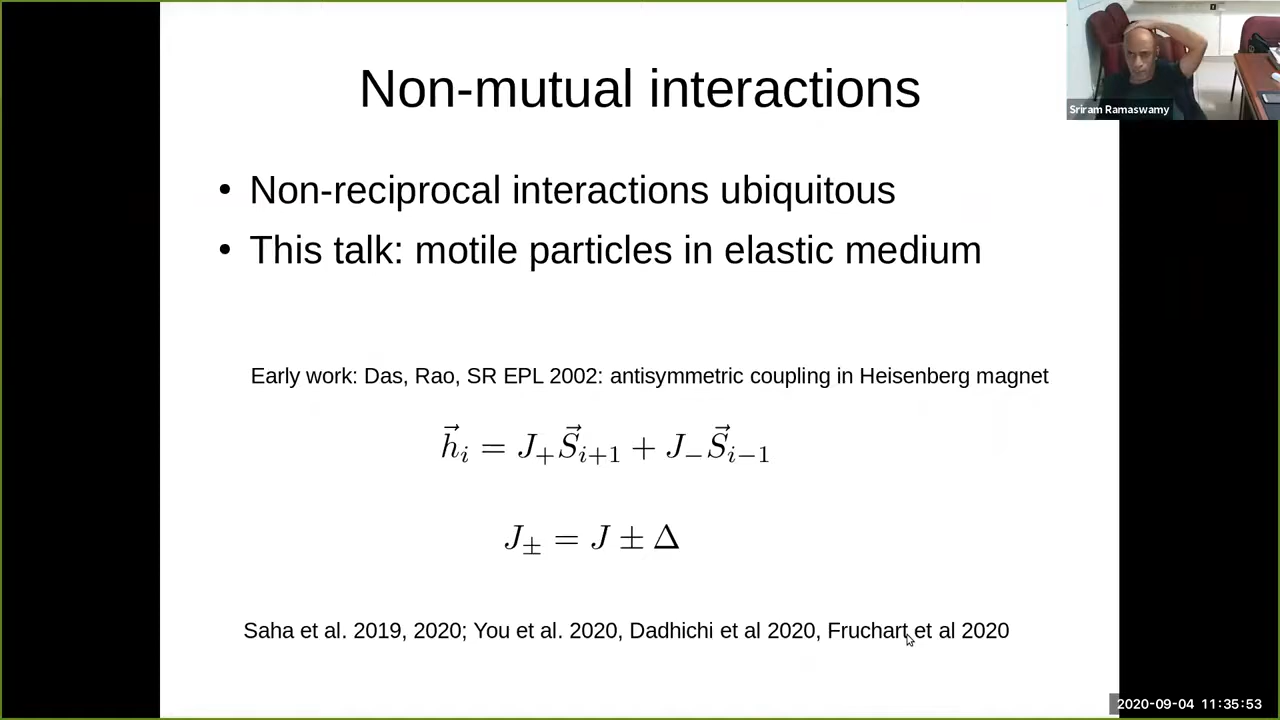 Non-mutual interactions
Sriram Ramaswamy
• Non-reciprocal interactions ubiquitous
• This talk: motile particles in elastic medium
Early work: Das, Rao, SR EPL 2002: antisymmetric coupling in Heisenberg magnet
$\vec{h}_i = J_+ \vec{S}_{i+1} + J_- \vec{S}_{i-1}$
$J_\pm = J \pm \Delta$
Saha et al. 2019, 2020; You et al. 2020, Dadhichi et al 2020, Fruchart et al 2020
2020-09-04 11:35:53